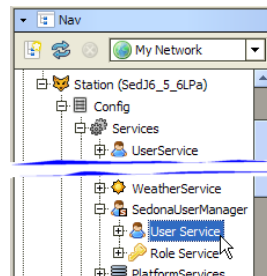 Nav
My Network
Station (SedJ6_5_6LPa)
Config
Services
UserService
WeatherService
SedonaUserManager
User Service
Role Service
PlatformServices